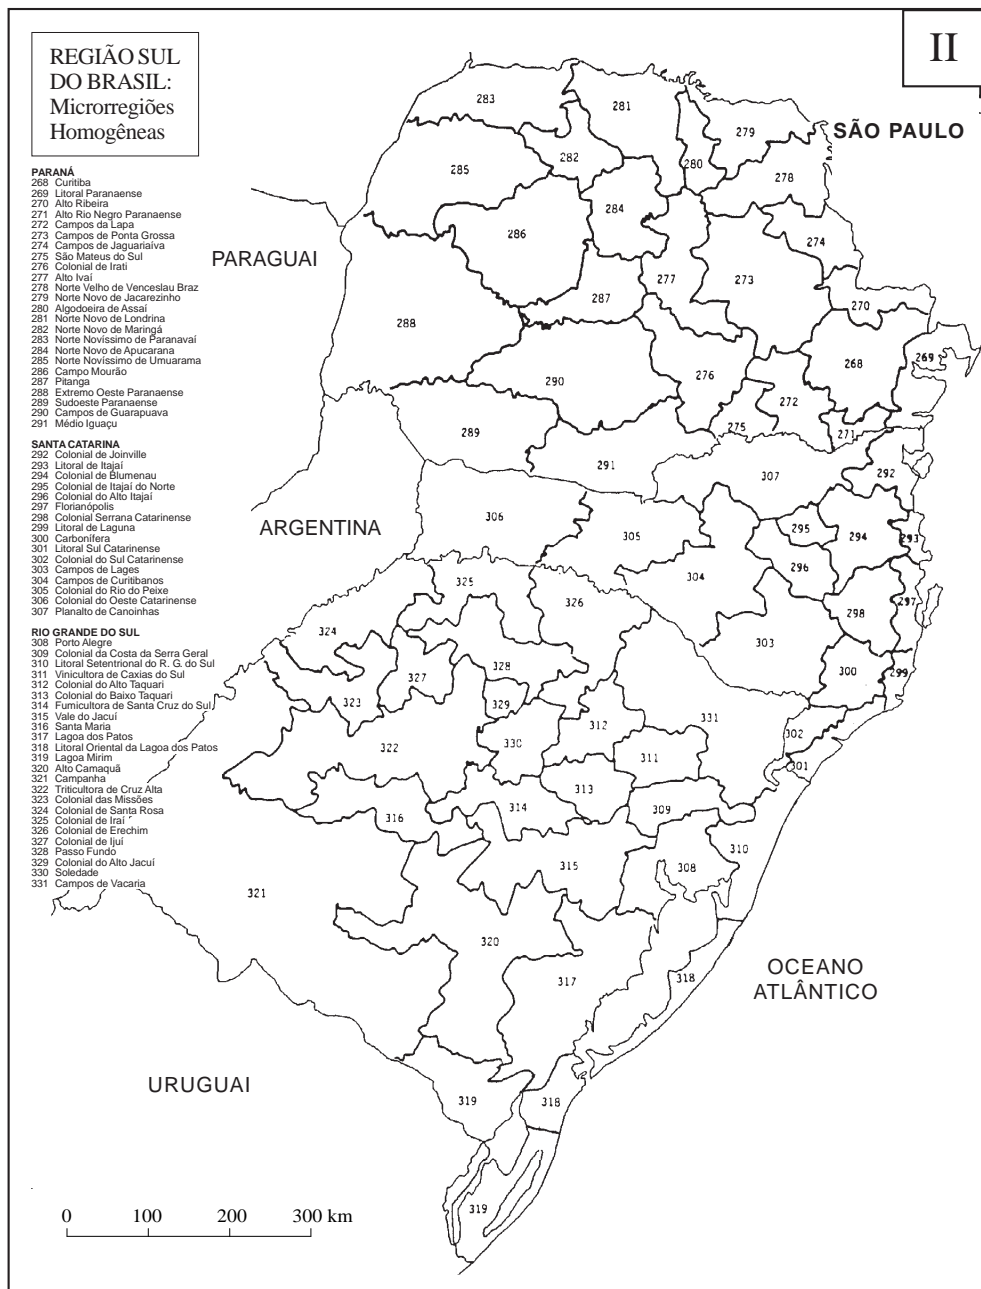 REGIÃO SUL
DO BRASIL:
Microrregiões
Homogêneas
II
PARANÁ
268 Curitiba
269 Litoral Paranaense
270 Alto Ribeira
271 Alto Rio Negro Paranaense
272 Campos da Lapa
273 Campos de Ponta Grossa
274 Campos de Jaguariaíva
275 São Mateus do Sul
276 Colonial de Irati
277 Alto Ivaí
278 Norte Velho de Venceslau Braz
279 Norte Novo de Jacarezinho
280 Algodoeira de Assaí
281 Norte Novo de Londrina
282 Norte Novo de Maringá
283 Norte Novíssimo de Paranavaí
284 Norte Novo de Apucarana
285 Norte Novíssimo de Umuarama
286 Campo Mourão
287 Pitanga
288 Extremo Oeste Paranaense
289 Sudoeste Paranaense
290 Campos de Guarapuava
291 Médio Iguaçu
SANTA CATARINA
292 Colonial de Joinville
293 Litoral de Itajaí
294 Colonial de Blumenau
295 Colonial de Itajaí do Norte
296 Colonial do Alto Itajaí
297 Florianópolis
298 Colonial Serrana Catarinense
299 Litoral de Laguna
300 Carbonífera
301 Litoral Sul Catarinense
302 Colonial do Sul Catarinense
303 Campos de Lages
304 Campos de Curitibanos
305 Colonial do Rio do Peixe
306 Colonial do Oeste Catarinense
307 Planalto de Canoinhas
RIO GRANDE DO SUL
308 Porto Alegre
309 Colonial da Costa da Serra Geral
310 Litoral Setentrional do R. G. do Sul
311 Vinicultora de Caxias do Sul
312 Colonial do Alto Taquari
313 Colonial do Baixo Taquari
314 Fumicultora de Santa Cruz do Sul
315 Vale do Jacuí
316 Santa Maria
317 Lagoa dos Patos
318 Litoral Oriental da Lagoa dos Patos
319 Lagoa Mirim
320 Alto Camaquã
321 Campanha
322 Triticultora de Cruz Alta
323 Colonial das Missões
324 Colonial de Santa Rosa
325 Colonial de Iraí
326 Colonial de Erechim
327 Colonial de Ijuí
328 Passo Fundo
329 Colonial do Alto Jacuí
330 Soledade
331 Campos de Vacaria
283
281
279
SÃO PAULO
282
280
285
278
284
286
274
PARAGUAI
277
273
287
270
288
269
268
290
276
272
289
275
271
291
307
292
306
ARGENTINA
305
295
294
293
304
296
325
326
297
298
324
303
328
327
300
299
323
329
331
312
302
322
330
311
301
313
314
309
316
310
315
308
321
320
OCEANO
ATLÂNTICO
317
318
URUGUAI
319
318
319
0 100 200 300 km